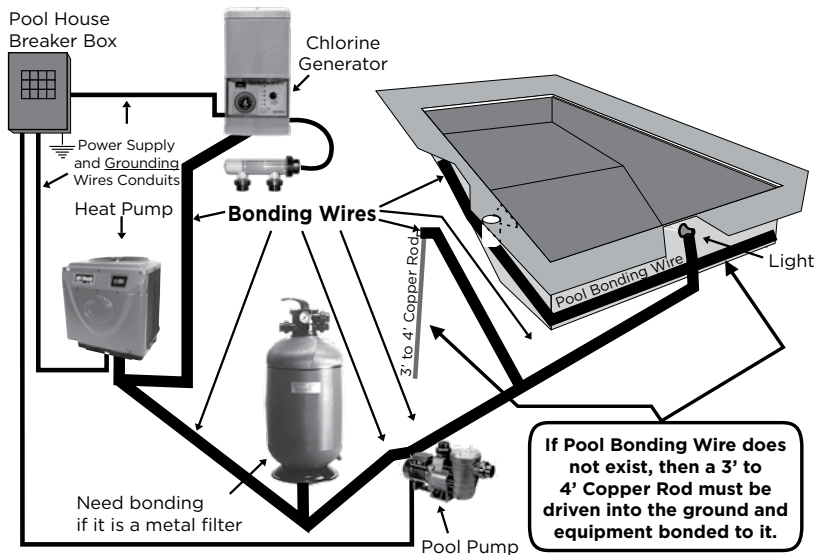 Pool House
Breaker Box
Chlorine
Generator
Power Supply
and Grounding
Wires Conduits
Heat Pump
Bonding Wires
3' to 4' Copper Rod
Pool Bonding Wire
Light
If Pool Bonding Wire does
not exist, then a 3' to
4' Copper Rod must be
driven into the ground and
equipment bonded to it.
Need bonding
if it is a metal filter
Pool Pump